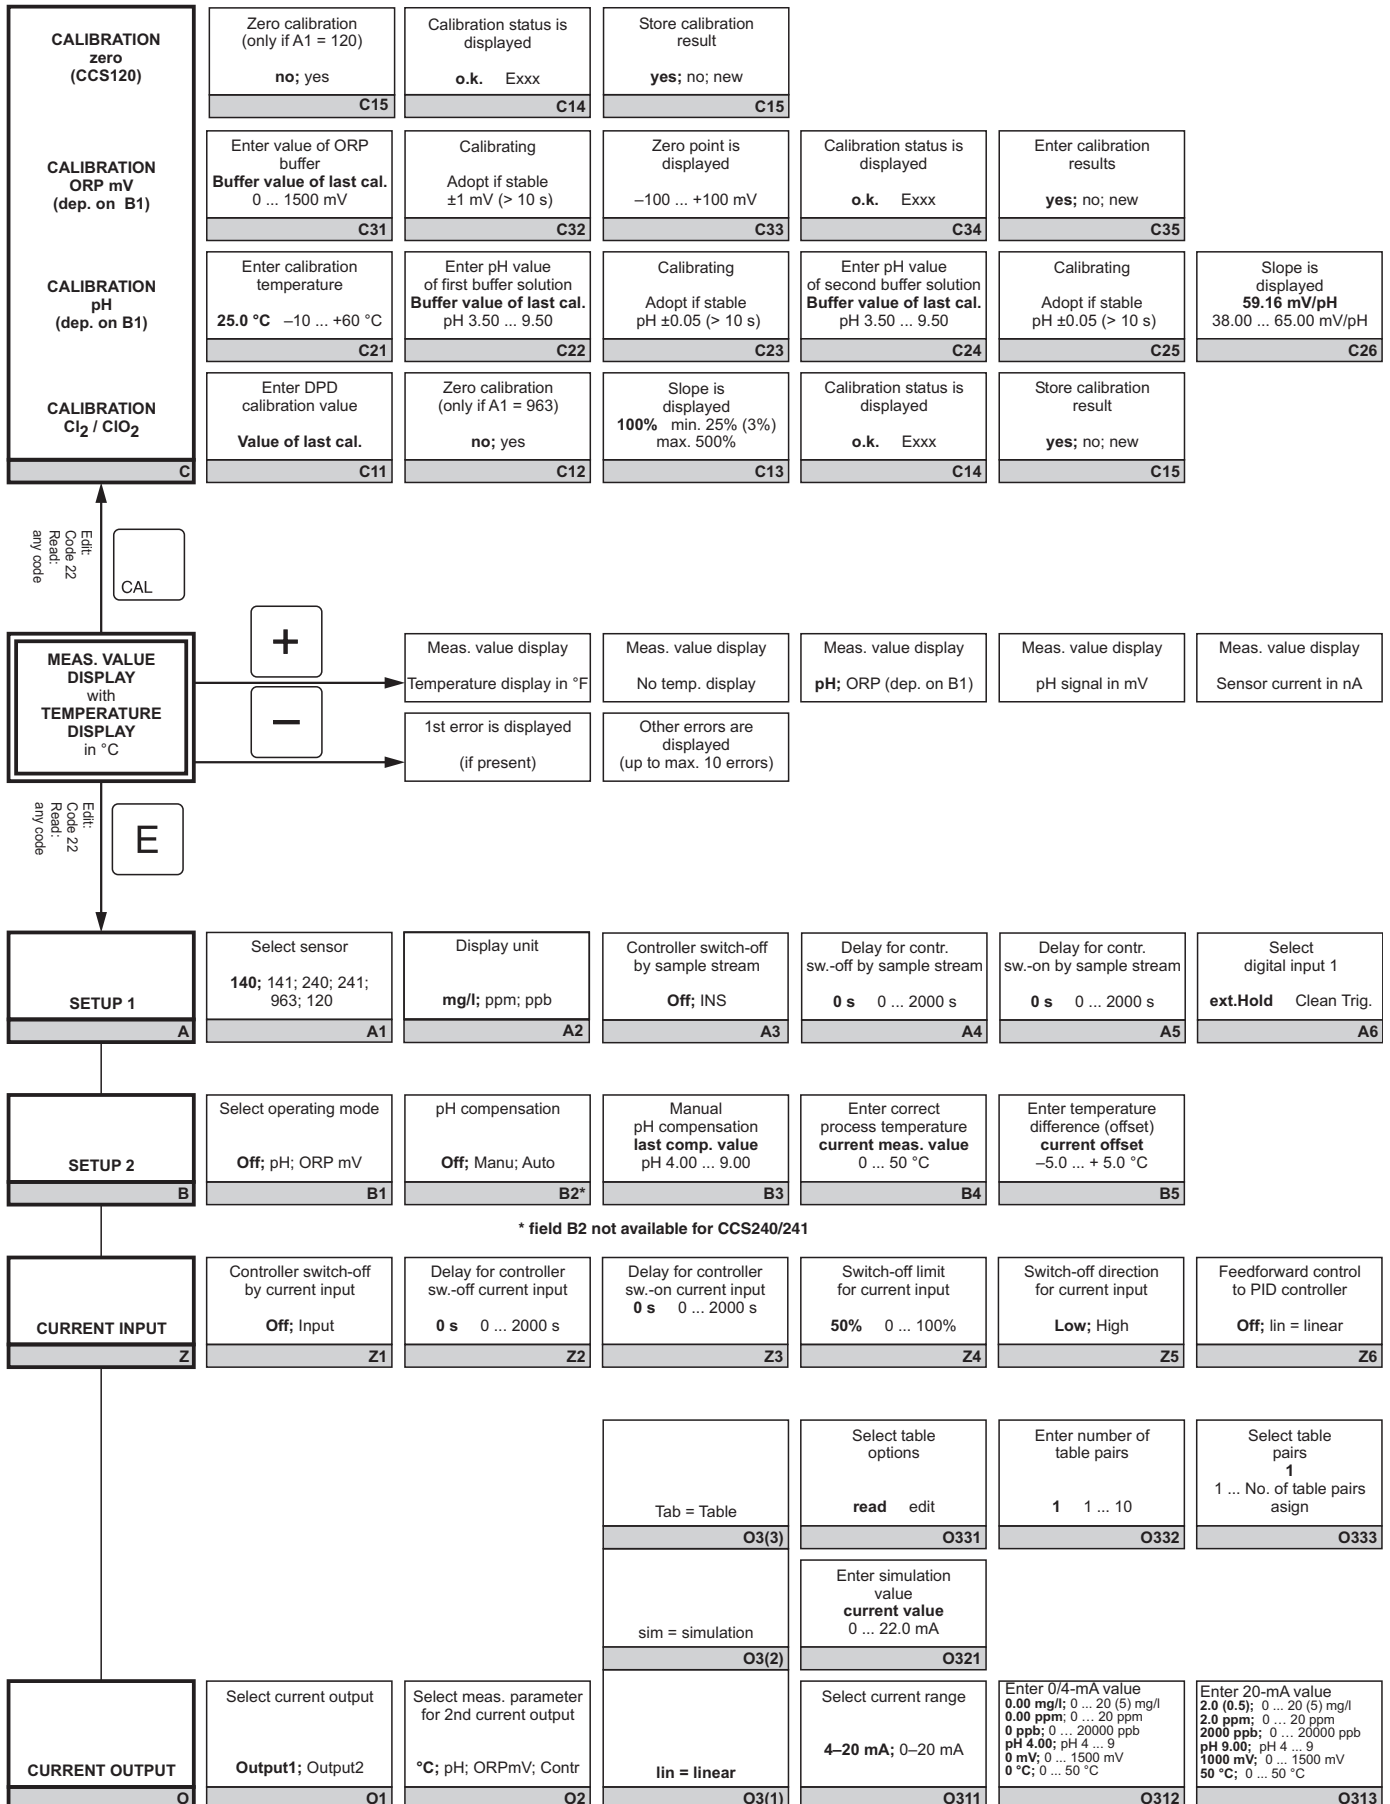 CALIBRATION
zero
(CCS120)
Zero calibration
(only if A1 = 120)
no; yes
C15
Calibration status is
displayed
o.k. Exxx
C14
Store calibration
result
yes; no; new
C15
CALIBRATION
ORP mV
(dep. on B1)
Enter value of ORP
buffer
Buffer value of last cal.
0 ... 1500 mV
C31
Calibrating
Adopt if stable
±1 mV (> 10 s)
C32
Zero point is
displayed
–100 ... +100 mV
C33
Calibration status is
displayed
o.k. Exxx
C34
Enter calibration
results
yes; no; new
C35
CALIBRATION
pH
(dep. on B1)
Enter calibration
temperature
25.0 °C –10 ... +60 °C
C21
Enter pH value
of first buffer solution
Buffer value of last cal.
pH 3.50 ... 9.50
C22
Calibrating
Adopt if stable
pH ±0.05 (> 10 s)
C23
Enter pH value
of second buffer solution
Buffer value of last cal.
pH 3.50 ... 9.50
C24
Calibrating
Adopt if stable
pH ±0.05 (> 10 s)
C25
Slope is
displayed
59.16 mV/pH
38.00 ... 65.00 mV/pH
C26
CALIBRATION
Cl2 / ClO2
C
Enter DPD
calibration value
Value of last cal.
C11
Zero calibration
(only if A1 = 963)
no; yes
C12
Slope is
displayed
100% min. 25% (3%)
max. 500%
C13
Calibration status is
displayed
o.k. Exxx
C14
Store calibration
result
yes; no; new
C15
Edit:
Code 22
Read:
any code
CAL
MEAS. VALUE
DISPLAY
with
TEMPERATURE
DISPLAY
in °C
+
–
Meas. value display
Temperature display in °F
Meas. value display
No temp. display
Meas. value display
pH; ORP (dep. on B1)
Meas. value display
pH signal in mV
Meas. value display
Sensor current in nA
1st error is displayed
(if present)
Other errors are
displayed
(up to max. 10 errors)
Edit:
Code 22
Read:
any code
E
SETUP 1
A
Select sensor
140; 141; 240; 241;
963; 120
A1
Display unit
mg/l; ppm; ppb
A2
Controller switch-off
by sample stream
Off; INS
A3
Delay for contr.
sw.-off by sample stream
0 s 0 ... 2000 s
A4
Delay for contr.
sw.-on by sample stream
0 s 0 ... 2000 s
A5
Select
digital input 1
ext.Hold Clean Trig.
A6
SETUP 2
B
Select operating mode
Off; pH; ORP mV
B1
pH compensation
Off; Manu; Auto
B2*
Manual
pH compensation
last comp. value
pH 4.00 ... 9.00
B3
Enter correct
process temperature
current meas. value
0 ... 50 °C
B4
Enter temperature
difference (offset)
current offset
–5.0 ... + 5.0 °C
B5
* field B2 not available for CCS240/241
CURRENT INPUT
Z
Controller switch-off
by current input
Off; Input
Z1
Delay for controller
sw.-off current input
0 s 0 ... 2000 s
Z2
Delay for controller
sw.-on current input
0 s 0 ... 2000 s
Z3
Switch-off limit
for current input
50% 0 ... 100%
Z4
Switch-off direction
for current input
Low; High
Z5
Feedforward control
to PID controller
Off; lin = linear
Z6
Tab = Table
O3(3)
Select table
options
read edit
O331
Enter number of
table pairs
1 1 ... 10
O332
Select table
pairs
1
1 ... No. of table pairs
asign
O333
sim = simulation
O3(2)
Enter simulation
value
current value
0 ... 22.0 mA
O321
CURRENT OUTPUT
O
Select current output
Output1; Output2
O1
Select meas. parameter
for 2nd current output
°C; pH; ORPmV; Contr
O2
lin = linear
O3(1)
Select current range
4–20 mA; 0–20 mA
O311
Enter 0/4-mA value
0.00 mg/l; 0 ... 20 (5) mg/l
0.00 ppm; 0 ... 20 ppm
0 ppb; 0 ... 20000 ppb
pH 4.00; pH 4 ... 9
0 mV; 0 ... 1500 mV
0 °C; 0 ... 50 °C
O312
Enter 20-mA value
2.0 (0.5); 0 ... 20 (5) mg/l
2.0 ppm; 0 ... 20 ppm
2000 ppb; 0 ... 20000 ppb
pH 9.00; pH 4 ... 9
1000 mV; 0 ... 1500 mV
50 °C; 0 ... 50 °C
O313